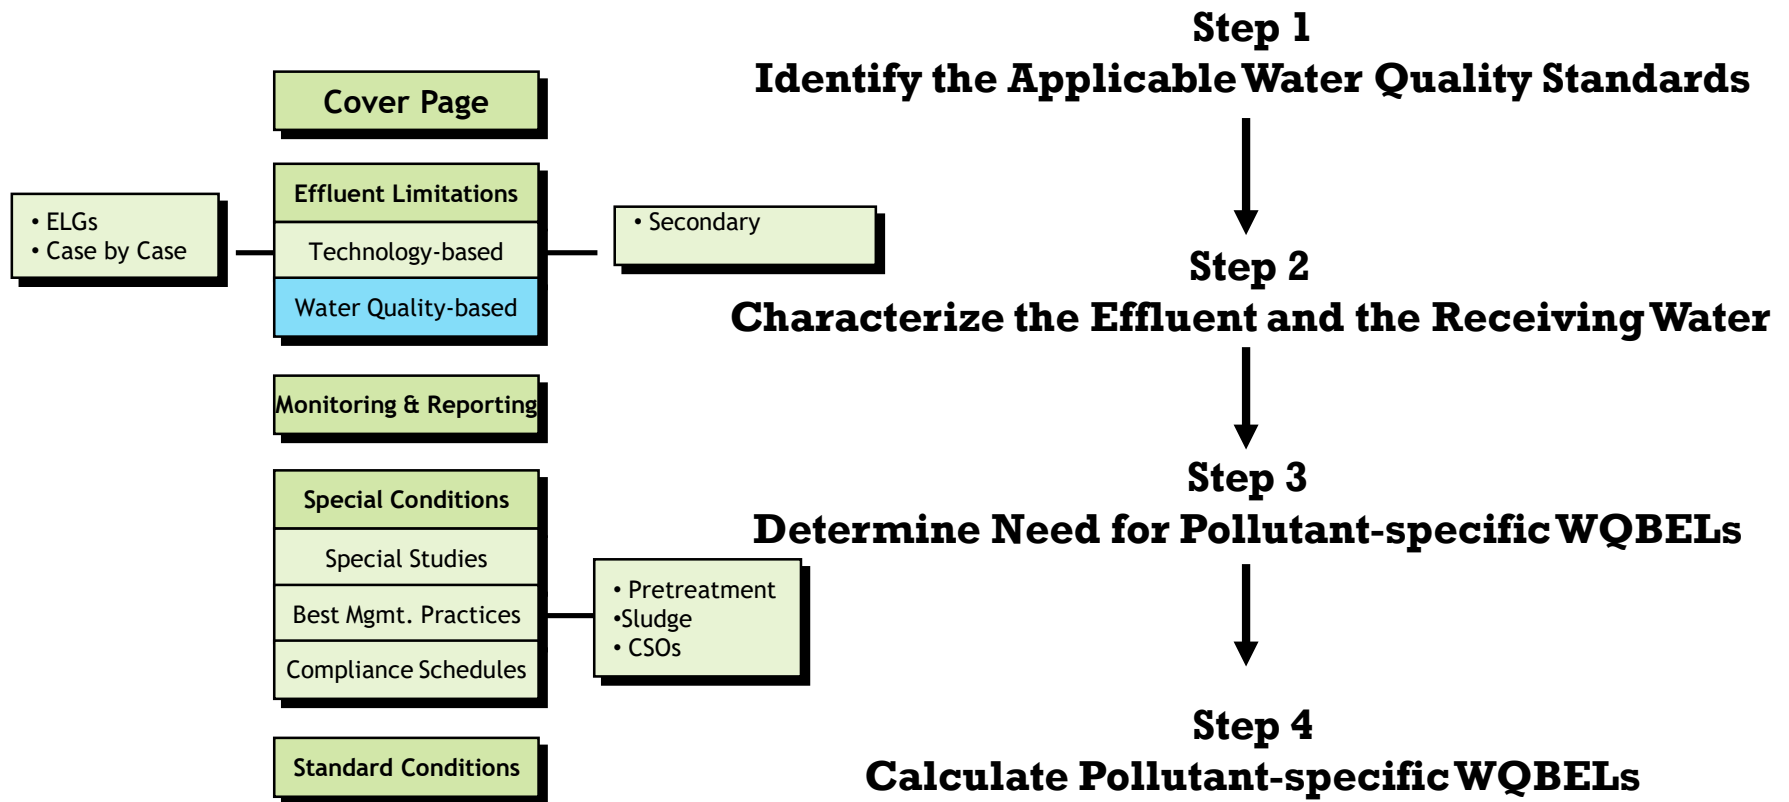 Cover Page
Effluent Limitations
• ELGs
• Case by Case
Technology-based
• Secondary
Water Quality-based
Monitoring & Reporting
Special Conditions
Special Studies
Best Mgmt. Practices
Compliance Schedules
• Pretreatment
•Sludge
• CSOs
Standard Conditions
Step 1
Identify the Applicable Water Quality Standards
Step 2
Characterize the Effluent and the Receiving Water
Step 3
Determine Need for Pollutant-specific WQBELs
Step 4
Calculate Pollutant-specific WQBELs